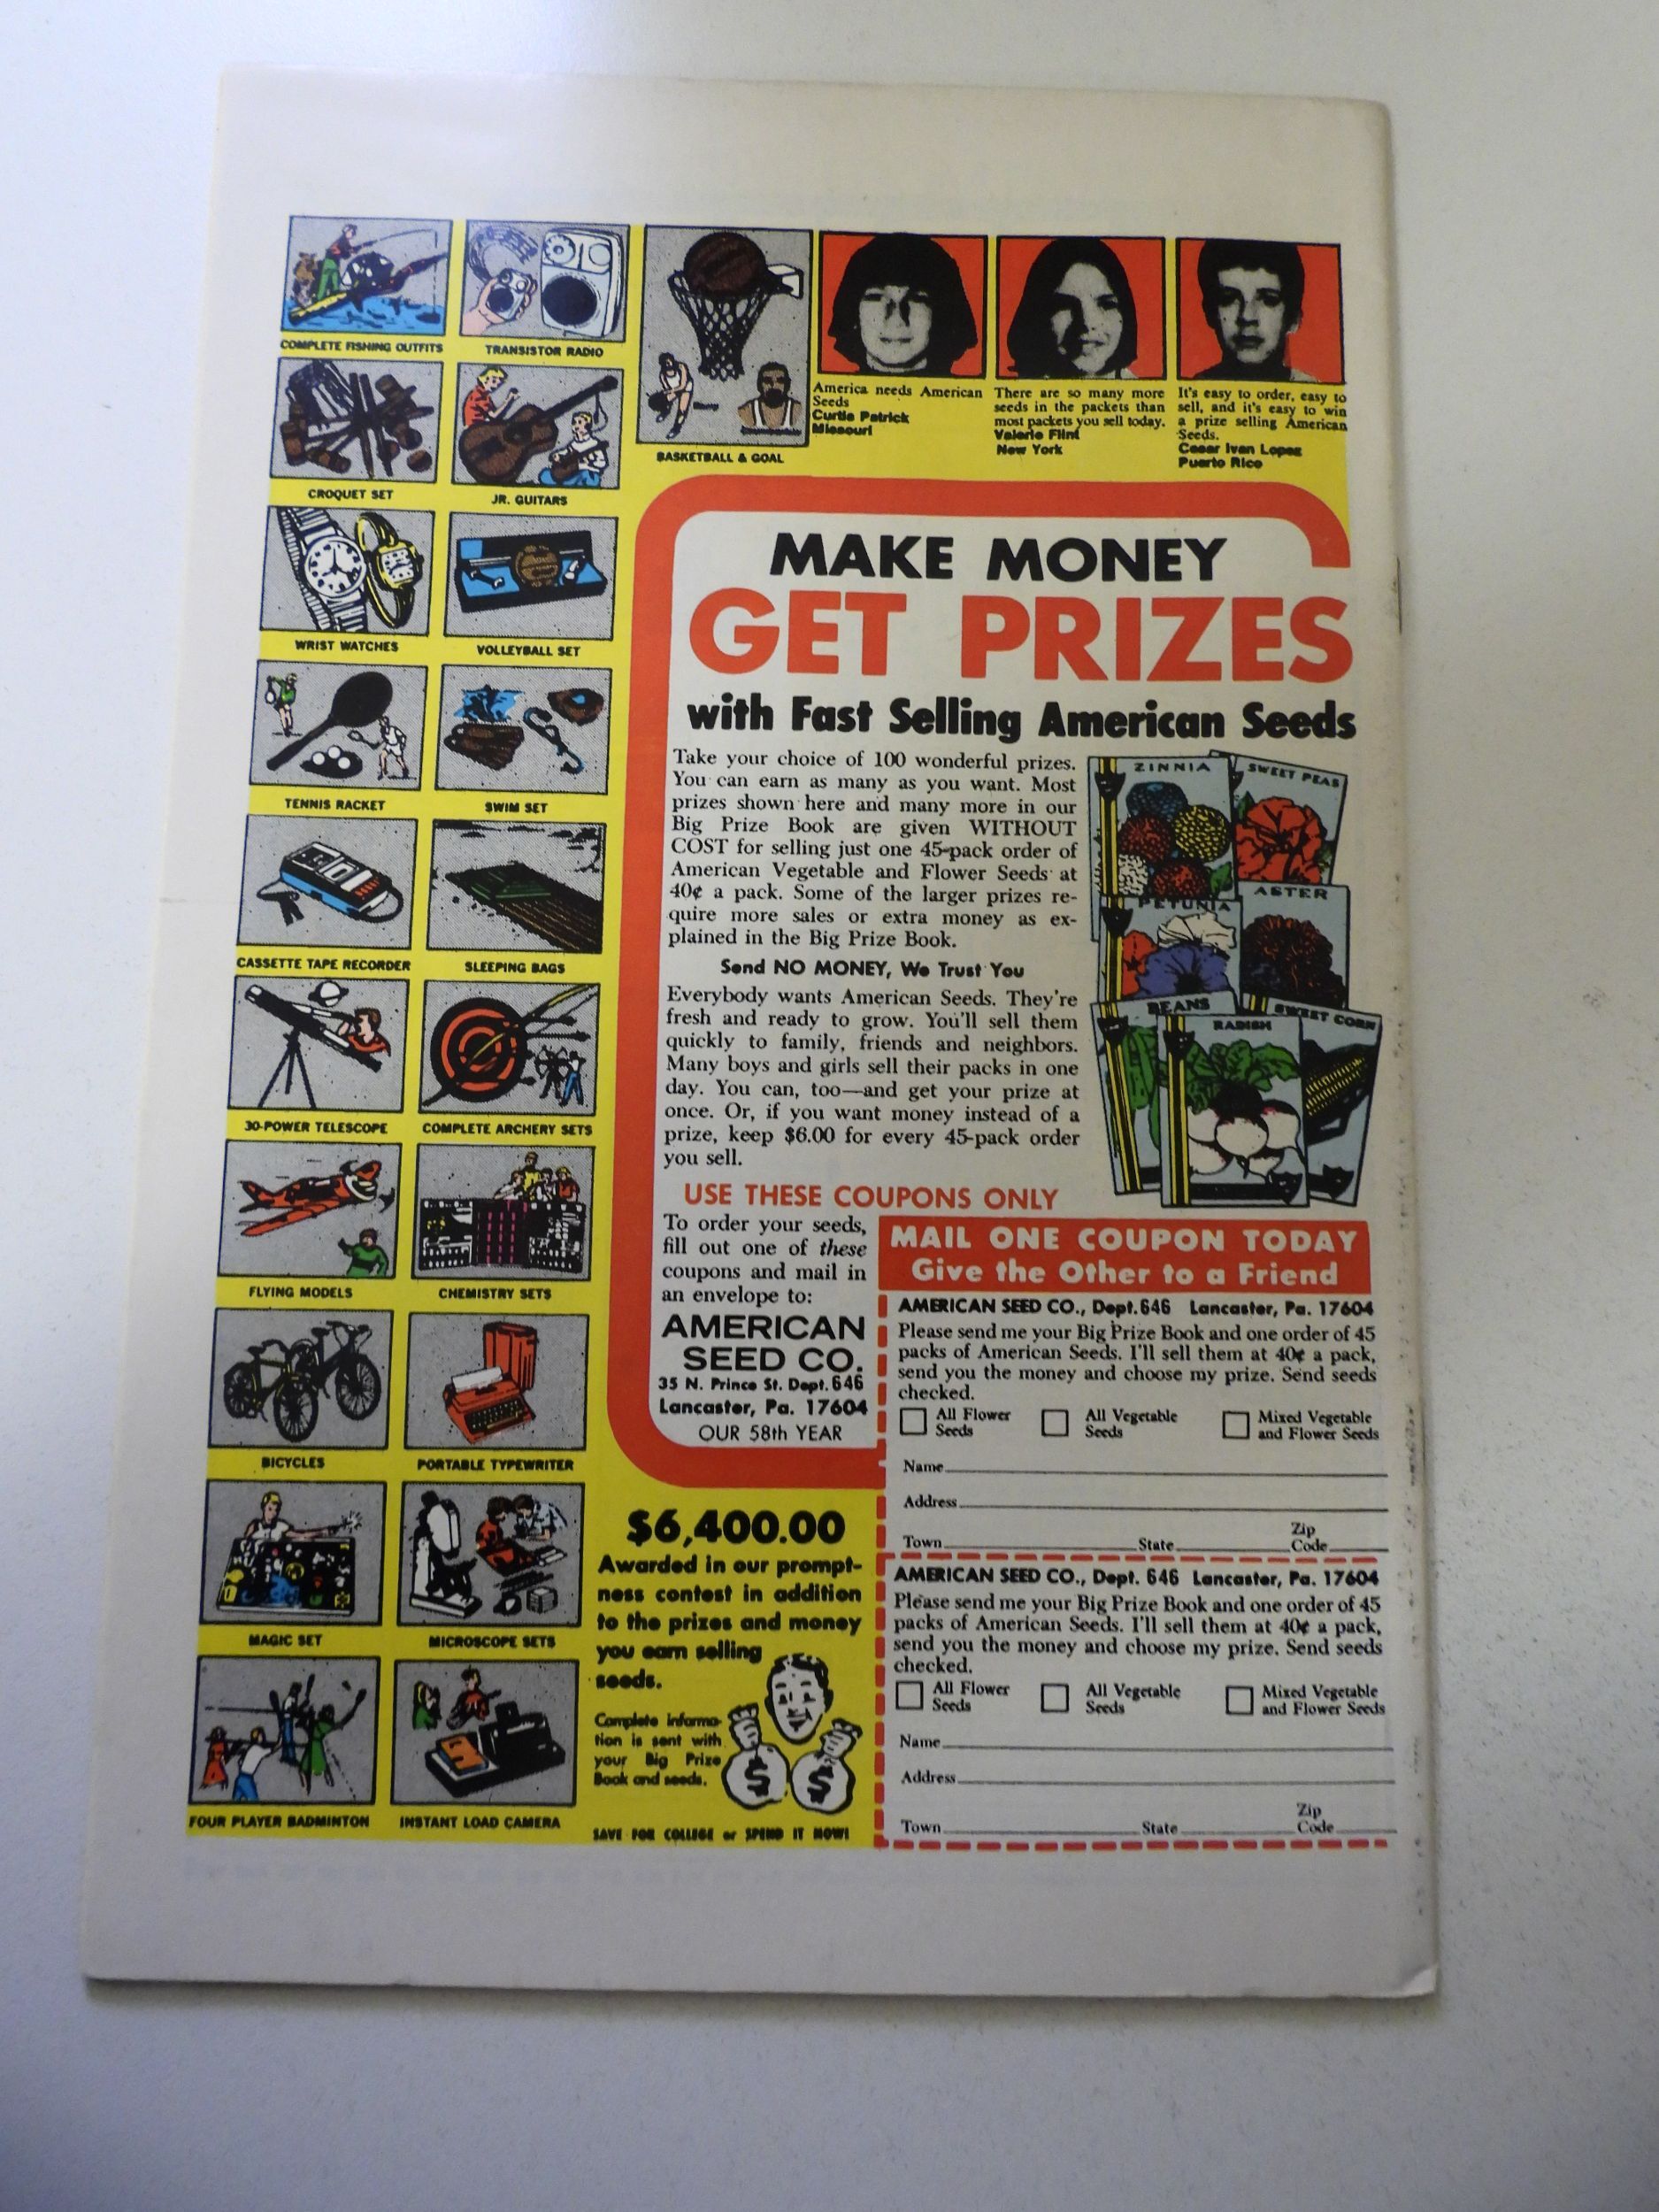 COMPLETE FISHING OUTFITS
TRANSISTOR RADIO
BASKETBALL & GOAL
America needs American
Seeds
Curtis Patrick
Missouri
There are so many more
seeds in the packets than
most packets you sell today.
Valerie Flint
New York
It's easy to order, easy to
sell, and it's easy to win
a prize selling American
Seeds.
Cesar Ivan Lopez
Puerto Rico
CROQUET SET
JR. GUITARS
WRIST WATCHES
VOLLEYBALL SET
TENNIS RACKET
SWIM SET
CASSETTE TAPE RECORDER
SLEEPING BAGS
30-POWER TELESCOPE
COMPLETE ARCHERY SETS
FLYING MODELS
CHEMISTRY SETS
BICYCLES
PORTABLE TYPEWRITER
MAGIC SET
MICROSCOPE SETS
FOUR PLAYER BADMINTON
INSTANT LOAD CAMERA
MAKE MONEY
GET PRIZES
with Fast Selling American Seeds
Take your choice of 100 wonderful prizes.
You can earn as many as you want. Most
prizes shown here and many more in our
Big Prize Book are given WITHOUT
COST for selling just one 45-pack order of
American Vegetable and Flower Seeds at
40¢ a pack. Some of the larger prizes re-
quire more sales or extra money as ex-
plained in the Big Prize Book.
Send NO MONEY, We Trust You
Everybody wants American Seeds. They're
fresh and ready to grow. You'll sell them
quickly to family, friends and neighbors.
Many boys and girls sell their packs in one
day. You can, too—and get your prize at
once. Or, if you want money instead of a
prize, keep $6.00 for every 45-pack order
you sell.
ZINNIA
SWEET PEAS
PETUNIA
ASTER
BEANS
RADISH
SWEET CORN
USE THESE COUPONS ONLY
To order your seeds,
fill out one of these
coupons and mail in
an envelope to:
AMERICAN
SEED CO.
35 N. Prince St. Dept. 646
Lancaster, Pa. 17604
OUR 58th YEAR
MAIL ONE COUPON TODAY
Give the Other to a Friend
AMERICAN SEED CO., Dept. 646 Lancaster, Pa. 17604
Please send me your Big Prize Book and one order of 45
packs of American Seeds. I'll sell them at 40¢ a pack,
send you the money and choose my prize. Send seeds
checked.
All Flower
Seeds
All Vegetable
Seeds
Mixed Vegetable
and Flower Seeds
Name
Address
Town State Zip
Code
AMERICAN SEED CO., Dept. 646 Lancaster, Pa. 17604
Please send me your Big Prize Book and one order of 45
packs of American Seeds. I'll sell them at 40¢ a pack,
send you the money and choose my prize. Send seeds
checked.
All Flower
Seeds
All Vegetable
Seeds
Mixed Vegetable
and Flower Seeds
Name
Address
Town State Zip
Code
$6,400.00
Awarded in our prompt-
ness contest in addition
to the prizes and money
you earn selling
seeds.
Complete informa-
tion is sent with
your Big Prize
Book and seeds.
$ $
SAVE FOR COLLEGE or SPEND IT NOW!